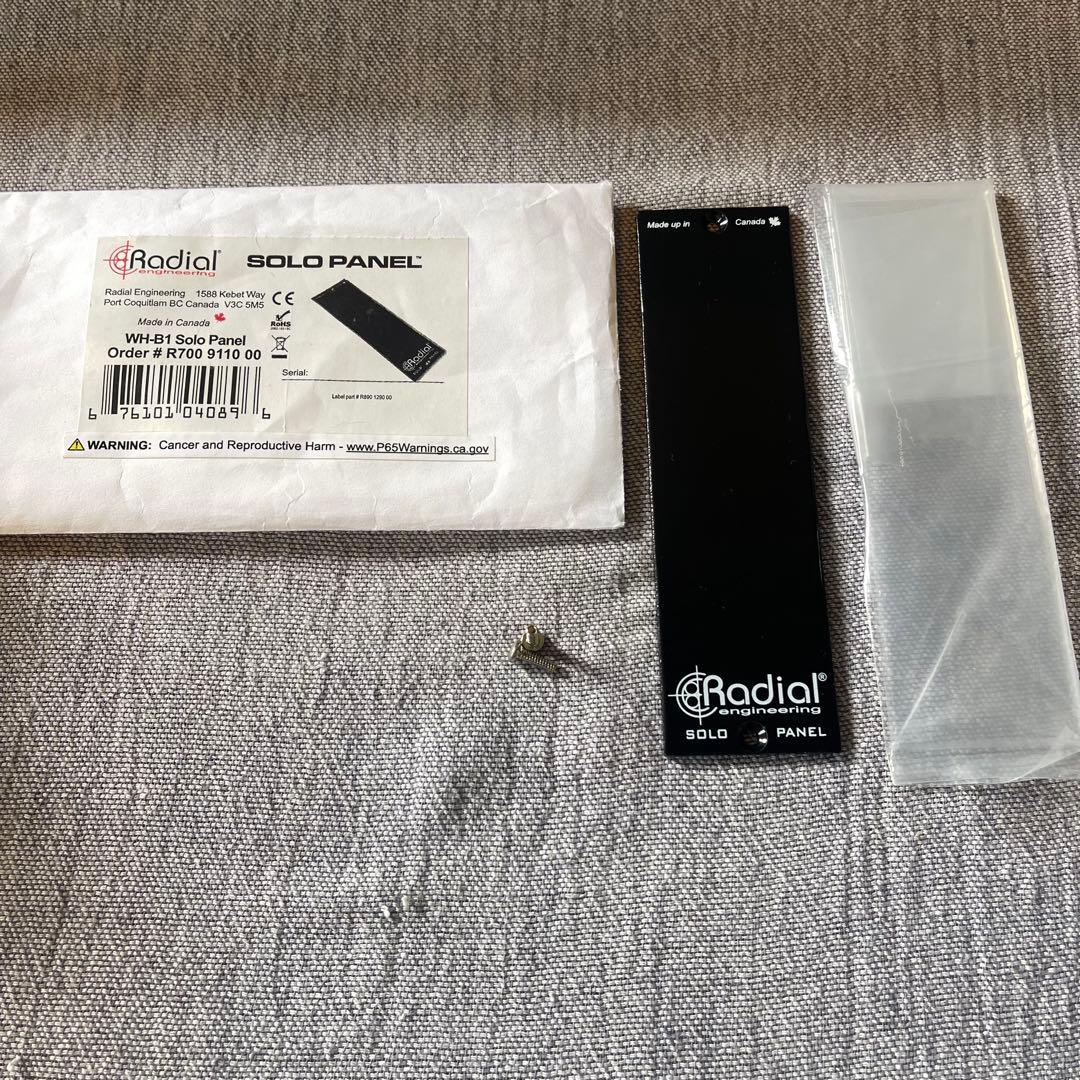 Radial®
engineering
SOLO PANEL™
Radial Engineering 1588 Kebet Way
Port Coquitlam BC Canada V3C 5M5
CE
Made in Canada
RoHS
WH-B1 Solo Panel
Order # R700 9110 00
Serial:
Label part # R890 1290 00
6 76101 04089 6
Radial
WARNING: Cancer and Reproductive Harm - www.P65Warnings.ca.gov
Made up in Canada
Radial®
engineering
SOLO PANEL